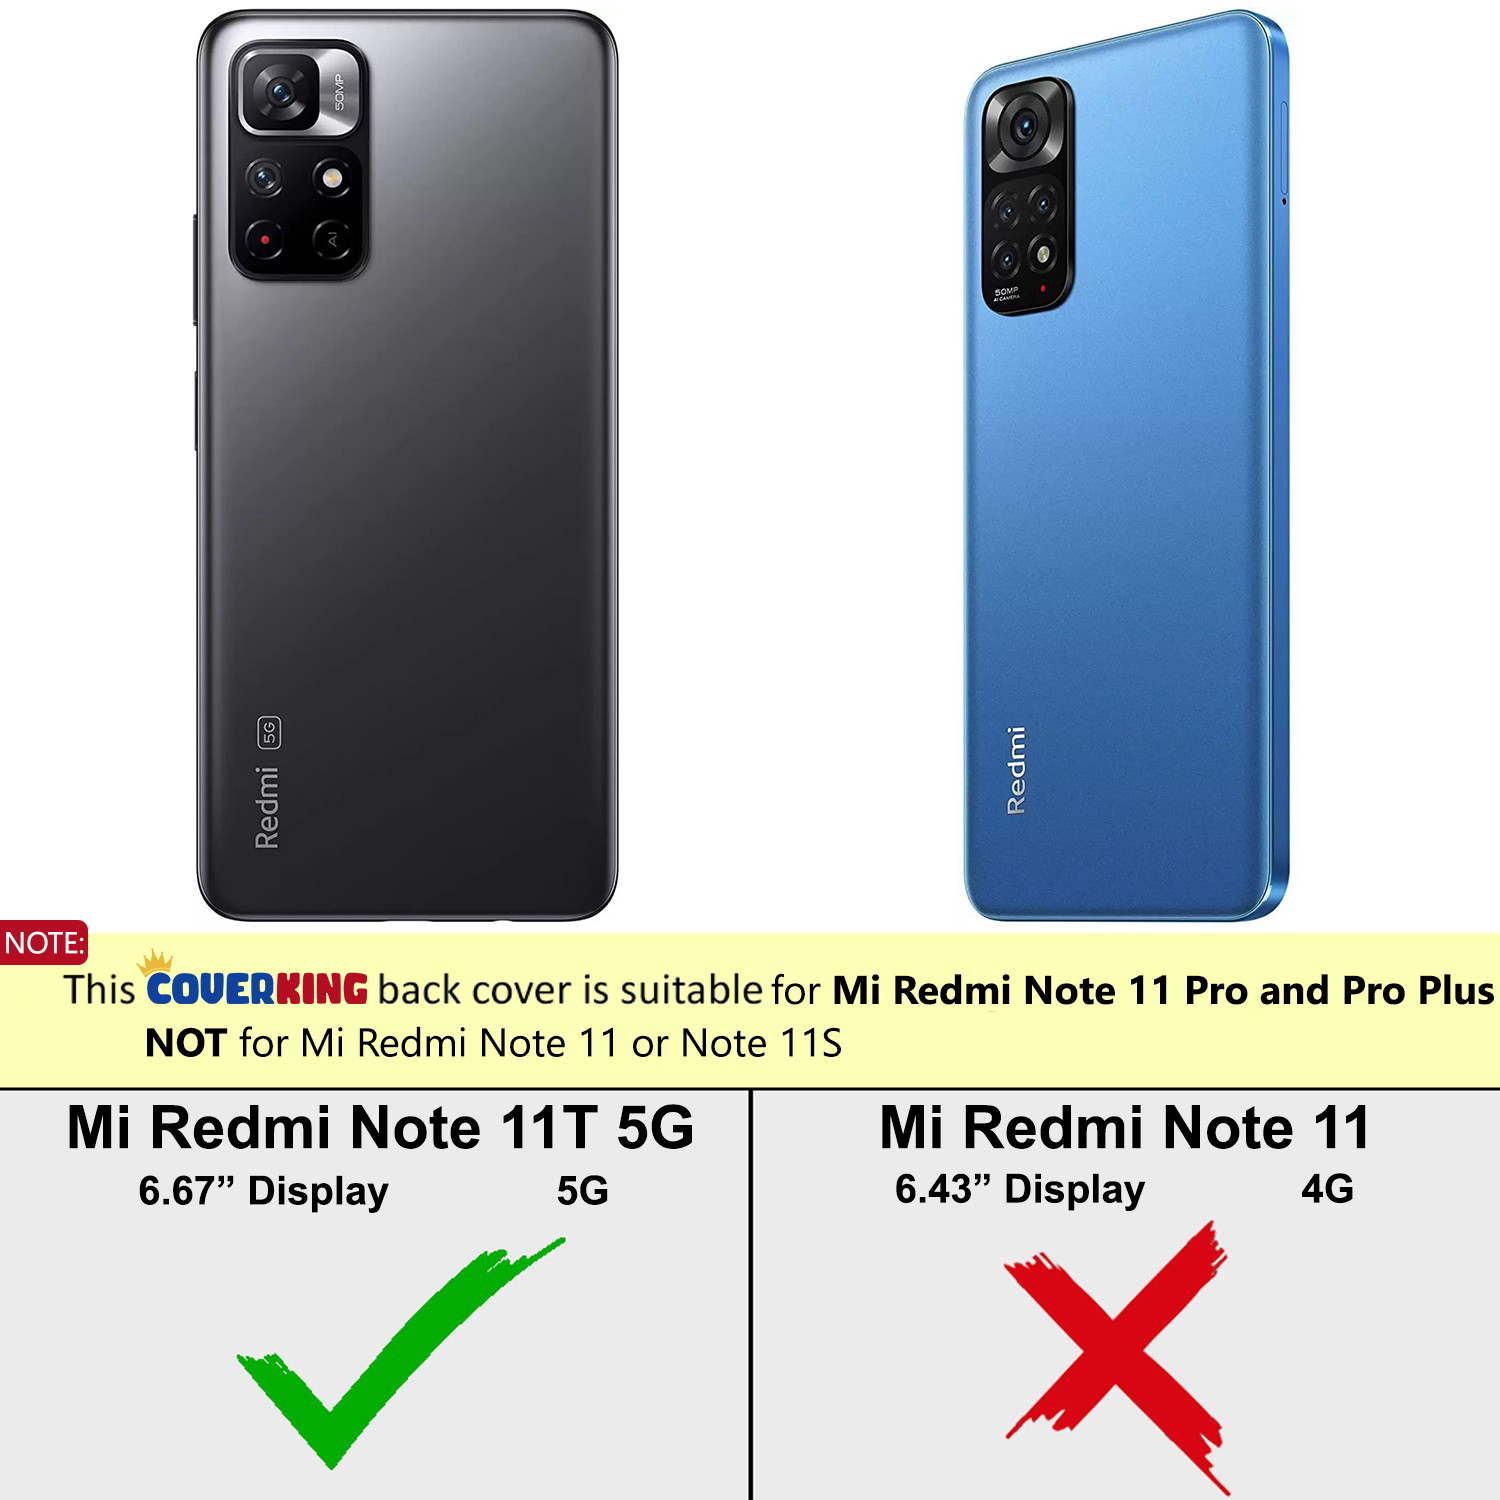 50MP
AI
Redmi 5G
50MP
AI CAMERA
Redmi
NOTE:
This COVERKING back cover is suitable for Mi Redmi Note 11 Pro and Pro Plus
NOT for Mi Redmi Note 11 or Note 11S
Mi Redmi Note 11T 5G
6.67” Display 5G
Mi Redmi Note 11
6.43” Display 4G